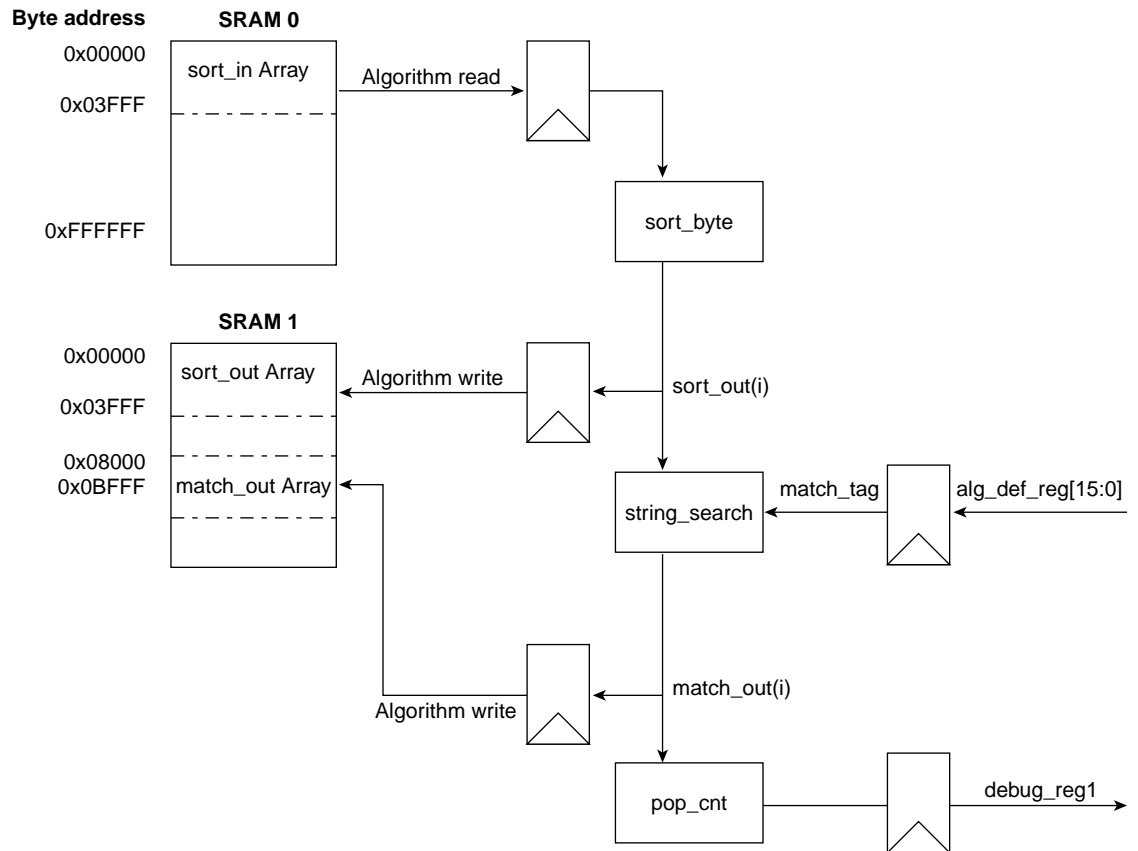 Byte address
SRAM 0
0x00000
sort_in Array
Algorithm read
0x03FFF
0xFFFFFF
sort_byte
SRAM 1
0x00000
sort_out Array
Algorithm write
sort_out(i)
0x03FFF
0x08000
0x0BFFF
match_out Array
string_search
match_tag
alg_def_reg[15:0]
match_out(i)
Algorithm write
pop_cnt
debug_reg1